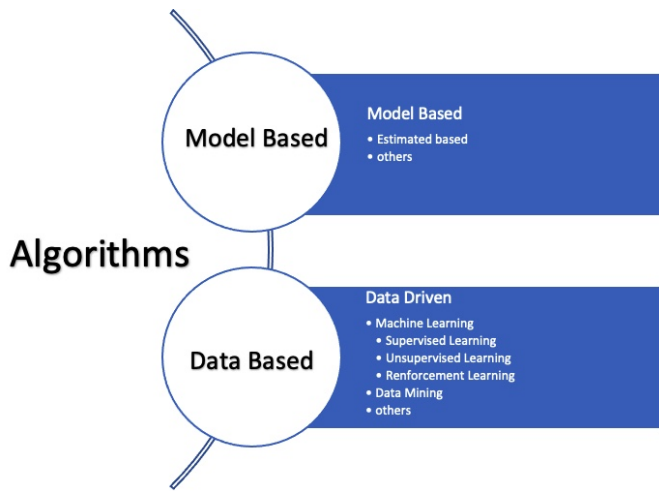 Algorithms
Model Based
Model Based
• Estimated based
• others
Data Based
Data Driven
• Machine Learning
• Supervised Learning
• Unsupervised Learning
• Renforcement Learning
• Data Mining
• others